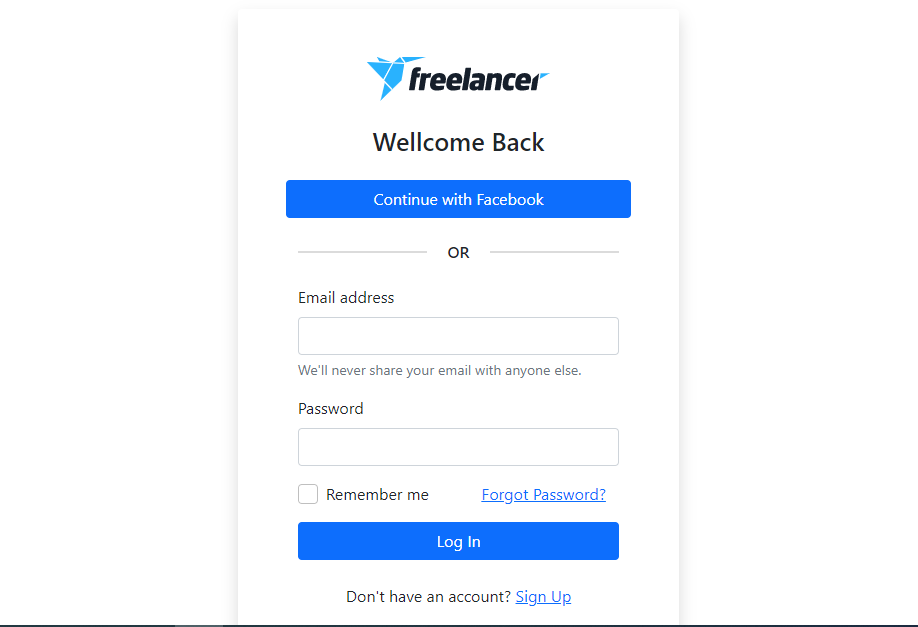 freelancer
Wellcome Back
Continue with Facebook
OR
Email address
We'll never share your email with anyone else.
Password
Remember me Forgot Password?
Log In
Don't have an account? Sign Up